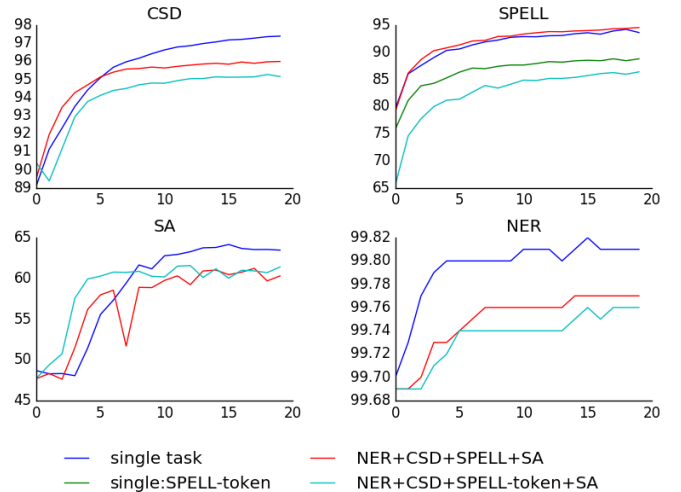 CSD
98
97
96
95
94
93
92
91
90
89
0 5 10 15 20
SPELL
95
90
85
80
75
70
65
0 5 10 15 20
SA
65
60
55
50
45
0 5 10 15 20
NER
99.82
99.80
99.78
99.76
99.74
99.72
99.70
99.68
0 5 10 15 20
single task
single:SPELL-token
NER+CSD+SPELL+SA
NER+CSD+SPELL-token+SA